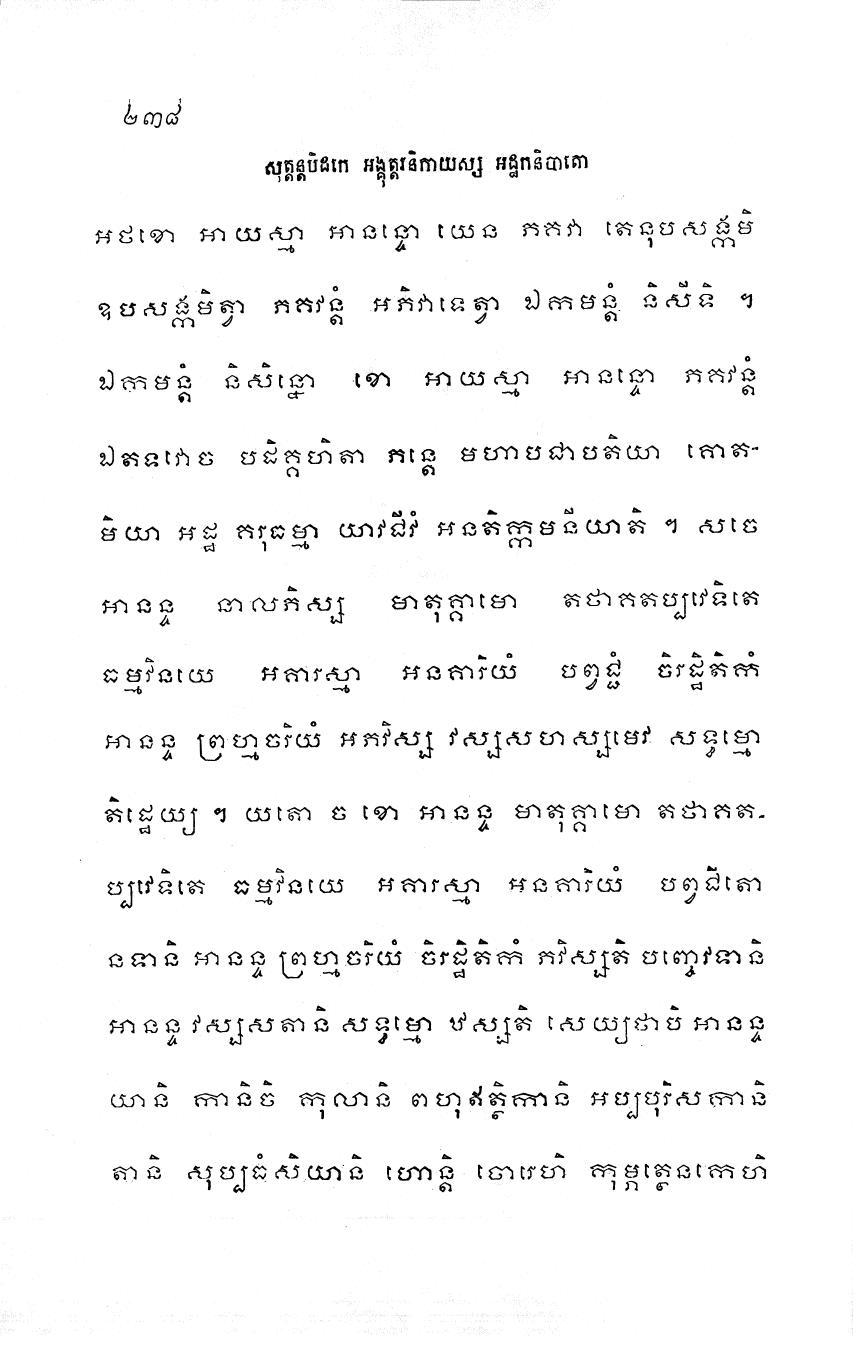 ២៣៨
សុត្តន្តបិដកេ អង្គុត្តរនិកាយស្ស អដ្ឋកនិបាតោ
អថខោ អាយស្មា អានន្ទោ យេន ភគវា តេនុបសង្កមិ
ឧបសង្កមិត្វា ភគវន្តំ អភិវាទេត្វា ឯកមន្តំ និសីទិ ។
ឯកមន្តំ និសិន្នោ ខោ អាយស្មា អានន្ទោ ភគវន្តំ
ឯតទវោច បដិគ្គហិតា ភន្តេ មហាបជាបតិយា គោត-
មិយា អដ្ឋ គរុធម្មា យាវជីវំ អនតិក្កមនីយាតិ ។ សចេ
អានន្ទ នាលភិស្ស មាតុគ្គាមោ តថាគតប្បវេទិតេ
ធម្មវិនយេ អគារស្មា អនគារិយំ បព្វជ្ជំ ចិរដ្ឋិតិកំ
អានន្ទ ព្រហ្មចរិយំ អភវិស្ស វស្សសហស្សមេវ សទ្ធម្មោ
តិដ្ឋេយ្យ ។ យតោ ច ខោ អានន្ទ មាតុគ្គាមោ តថាគត-
ប្បវេទិតេ ធម្មវិនយេ អគារស្មា អនគារិយំ បព្វជិតោ
នទានិ អានន្ទ ព្រហ្មចរិយំ ចិរដ្ឋិតិកំ ភវិស្សតិ បញ្ចេវទានិ
អានន្ទ វស្សសតានិ សទ្ធម្មោ ឋស្សតិ សេយ្យថាបិ អានន្ទ
យានិ កានិចិ កុលានិ ពហុឥត្ថិកានិ អប្បបុរិសកានិ
តានិ សុប្បធំសិយានិ ហោន្តិ ចោរេហិ កុម្ភត្ថេនកេហិ